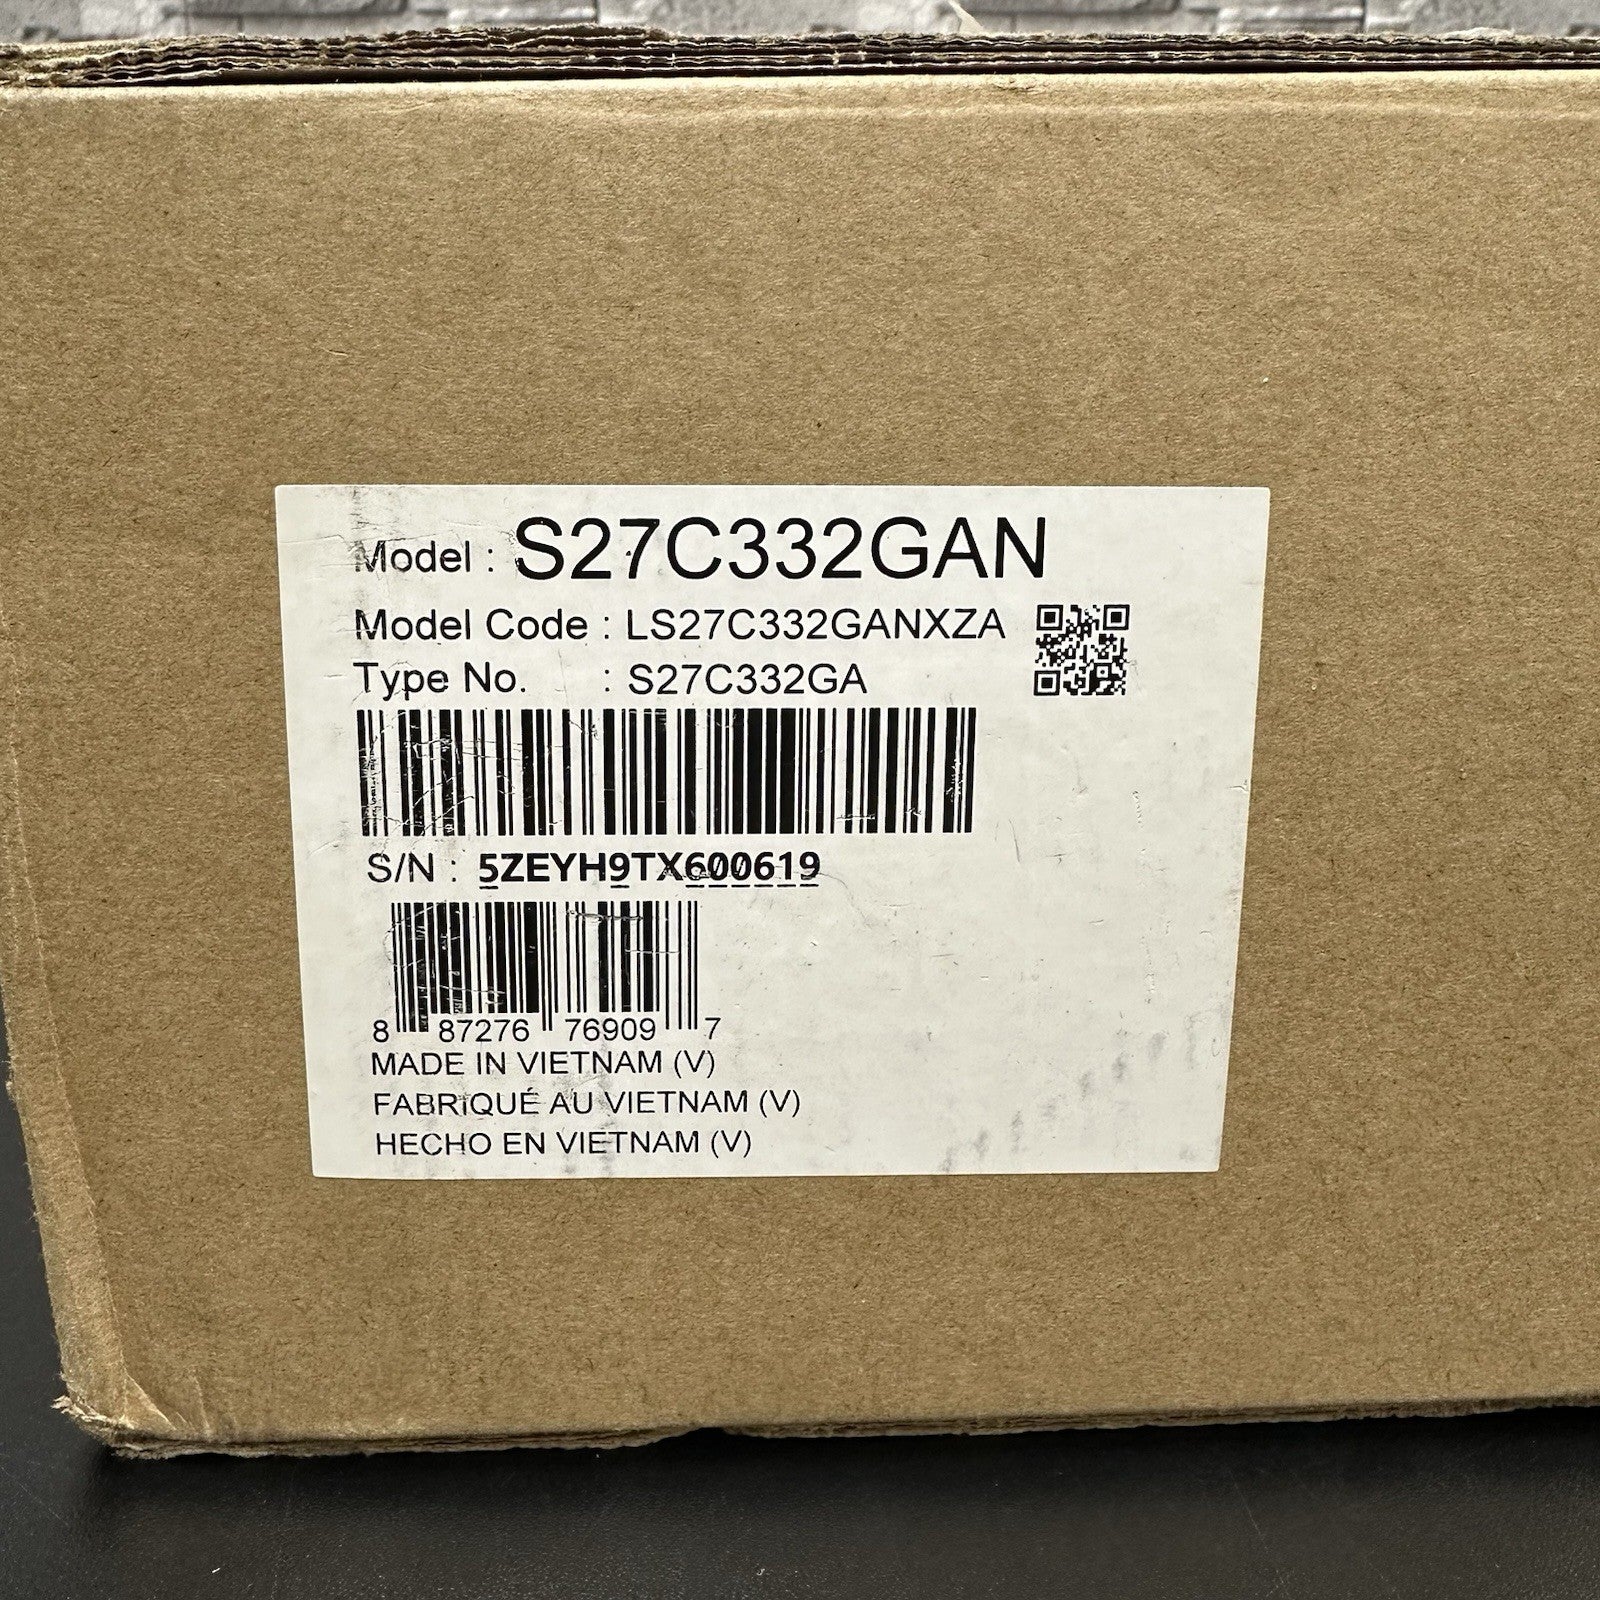 Model : S27C332GAN
Model Code : LS27C332GANXZA
Type No. : S27C332GA
S/N : 5ZEYH9TX600619
8 87276 76909 7
MADE IN VIETNAM (V)
FABRIQUÉ AU VIETNAM (V)
HECHO EN VIETNAM (V)